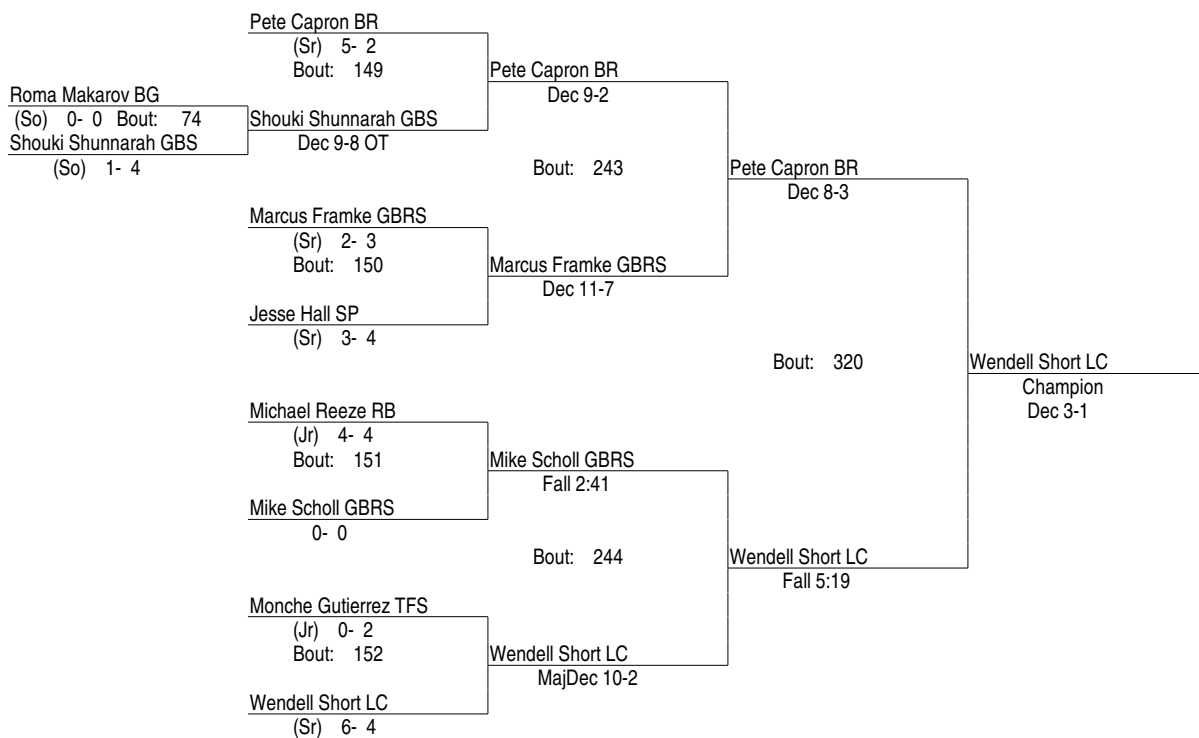 Pete Capron BR
(Sr) 5- 2
Bout: 149
Pete Capron BR
Dec 9-2
Roma Makarov BG
(So) 0- 0 Bout: 74
Shouki Shunnarah GBS
(So) 1- 4
Shouki Shunnarah GBS
Dec 9-8 OT
Bout: 243
Pete Capron BR
Dec 8-3
Marcus Framke GBRS
(Sr) 2- 3
Bout: 150
Marcus Framke GBRS
Dec 11-7
Jesse Hall SP
(Sr) 3- 4
Bout: 320
Wendell Short LC
Champion
Dec 3-1
Michael Reeze RB
(Jr) 4- 4
Bout: 151
Mike Scholl GBRS
Fall 2:41
Mike Scholl GBRS
0- 0
Bout: 244
Wendell Short LC
Fall 5:19
Monche Gutierrez TFS
(Jr) 0- 2
Bout: 152
Wendell Short LC
MajDec 10-2
Wendell Short LC
(Sr) 6- 4